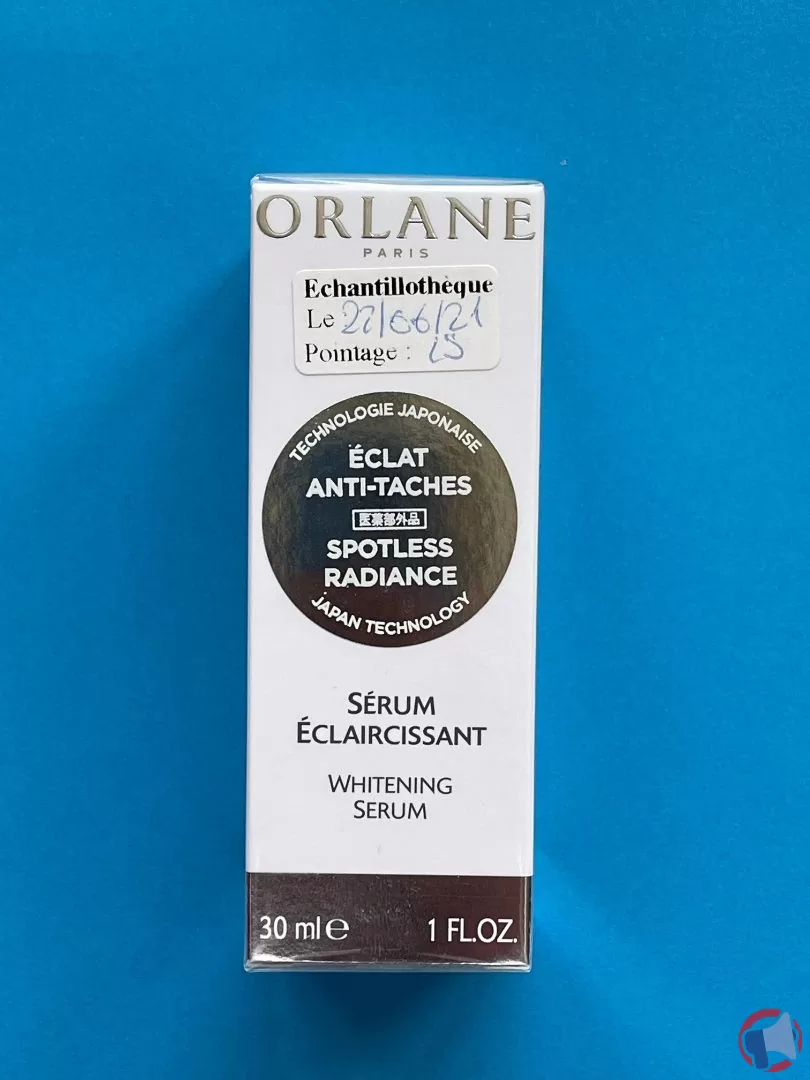 ORLANE
PARIS
Echantillothèque
Le 22/06/21
Pointage : LS
TECHNOLOGIE JAPONAISE
ÉCLAT
ANTI-TACHES
医薬部外品
SPOTLESS
RADIANCE
JAPAN TECHNOLOGY
SÉRUM
ÉCLAIRCISSANT
WHITENING
SERUM
30 ml e
1 FL.OZ.